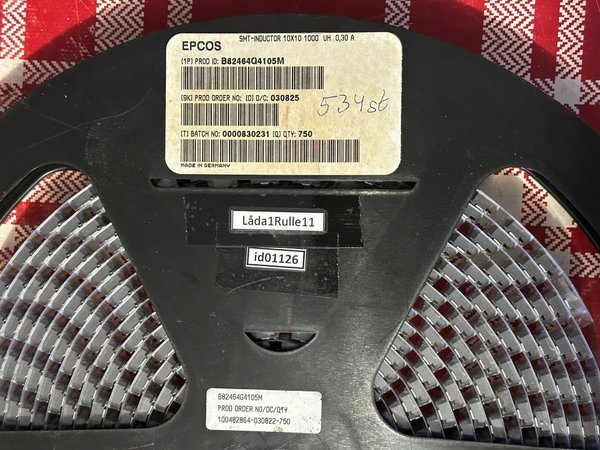 SMT-INDUCTOR 10X10 1000 UH 0,30 A
EPCOS
(1P) PROD ID: B82464G4105M
(9K) PROD ORDER NO: (D) D/C: 030825
534st
(T) BATCH NO: 0000830231 (Q) QTY: 750
MADE IN GERMANY
Låda1Rulle11
id01126
B82464G4105M
PROD ORDER NO/DC/QTY
100482864-030822-750